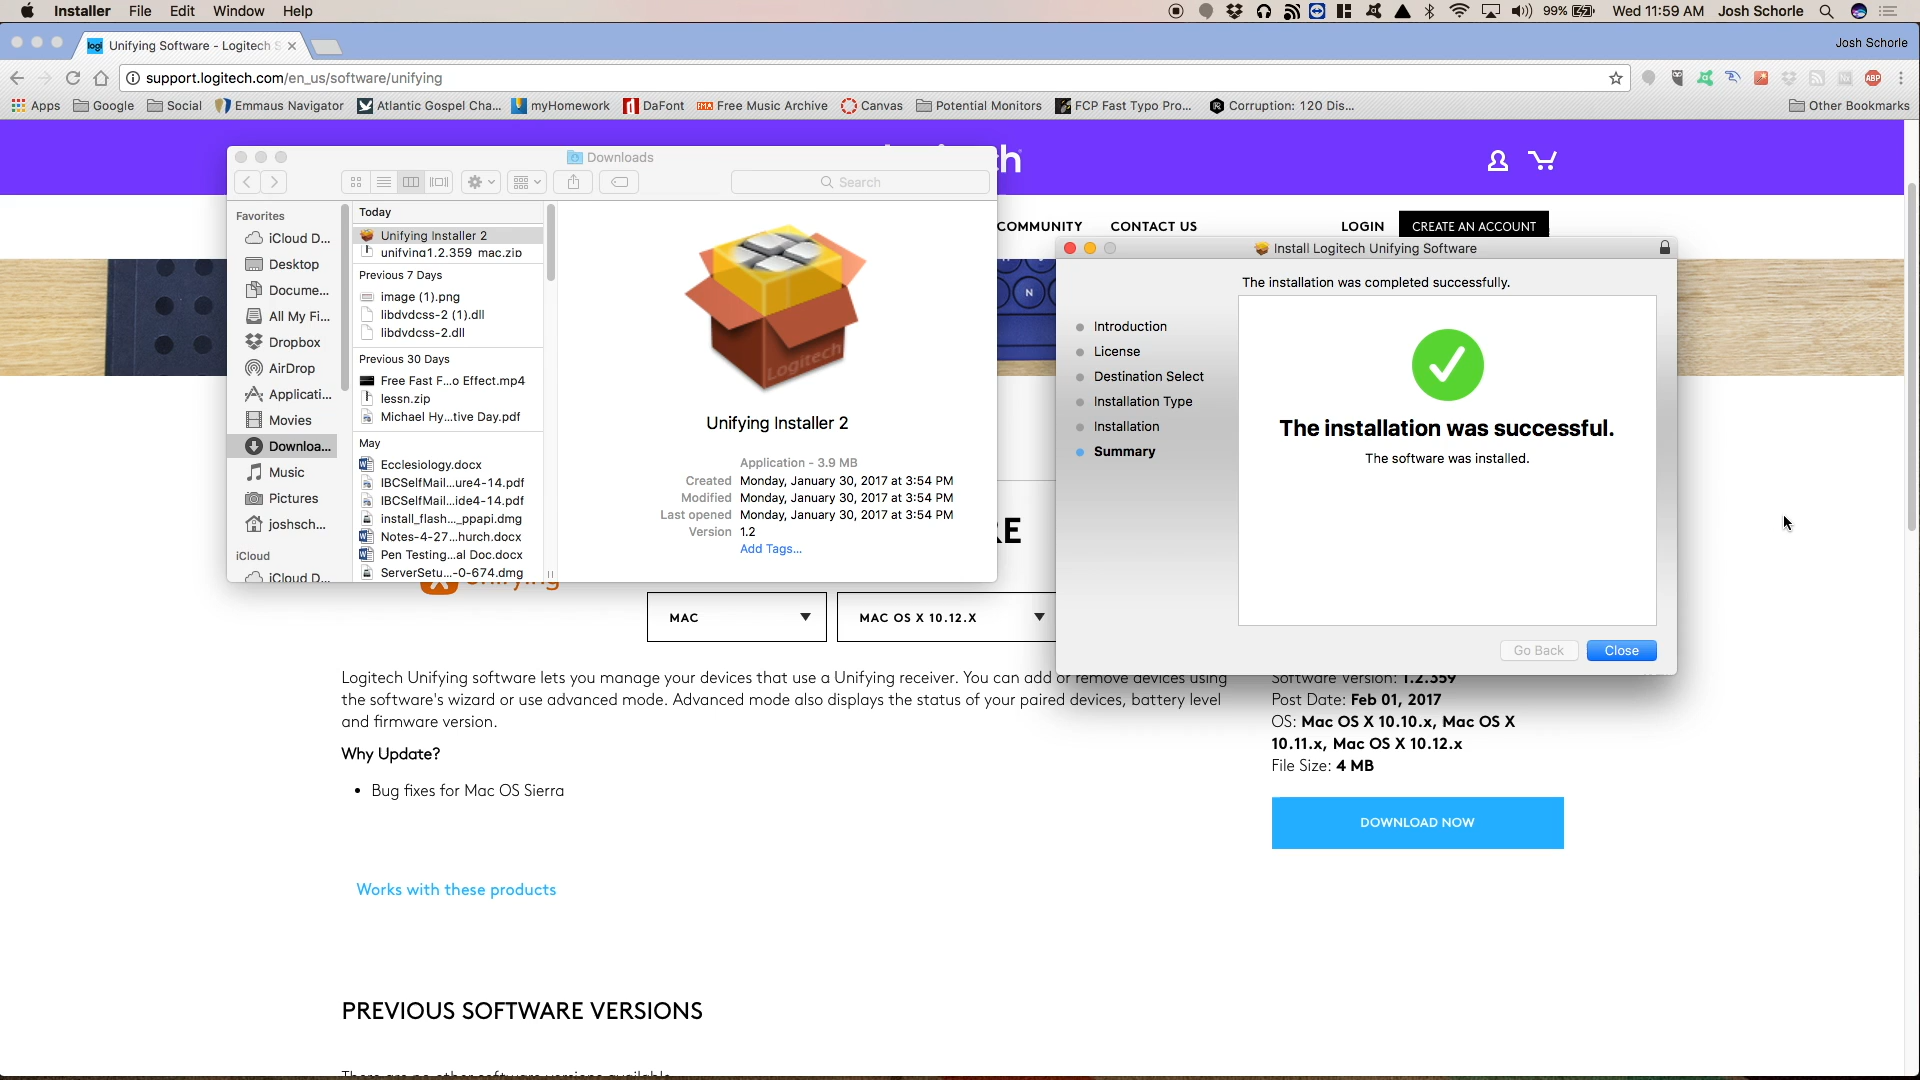 Installer File Edit Window Help
99% Wed 11:59 AM Josh Schorle
Unifying Software - Logitech S
Josh Schorle
support.logitech.com/en_us/software/unifying
Apps Google Social Emmaus Navigator Atlantic Gospel Cha... myHomework DaFont Free Music Archive Canvas Potential Monitors FCP Fast Typo Pro... Corruption: 120 Dis... Other Bookmarks
COMMUNITY CONTACT US LOGIN CREATE AN ACCOUNT
Downloads
Search
Favorites
iCloud D...
Desktop
Docume...
All My Fi...
Dropbox
AirDrop
Applicati...
Movies
Downloa...
Music
Pictures
joshsch...
iCloud
iCloud D...
Today
Unifying Installer 2
unifying1.2.359_mac.zip
Previous 7 Days
image (1).png
libdvdcss-2 (1).dll
libdvdcss-2.dll
Previous 30 Days
Free Fast F...o Effect.mp4
lessn.zip
Michael Hy...tive Day.pdf
May
Ecclesiology.docx
IBCSelfMail...ure4-14.pdf
IBCSelfMail...ide4-14.pdf
install_flash..._ppapi.dmg
Notes-4-27...hurch.docx
Pen Testing...al Doc.docx
ServerSetu...-0-674.dmg
Logitech
Unifying Installer 2
Application - 3.9 MB
Created Monday, January 30, 2017 at 3:54 PM
Modified Monday, January 30, 2017 at 3:54 PM
Last opened Monday, January 30, 2017 at 3:54 PM
Version 1.2
Add Tags...
Install Logitech Unifying Software
The installation was completed successfully.
Introduction
License
Destination Select
Installation Type
Installation
Summary
The installation was successful.
The software was installed.
Go Back Close
MAC
MAC OS X 10.12.X
Logitech Unifying software lets you manage your devices that use a Unifying receiver. You can add or remove devices using
the software's wizard or use advanced mode. Advanced mode also displays the status of your paired devices, battery level
and firmware version.
Why Update?
• Bug fixes for Mac OS Sierra
Software Version: 1.2.359
Post Date: Feb 01, 2017
OS: Mac OS X 10.10.x, Mac OS X
10.11.x, Mac OS X 10.12.x
File Size: 4 MB
DOWNLOAD NOW
Works with these products
PREVIOUS SOFTWARE VERSIONS
There are no other software versions available